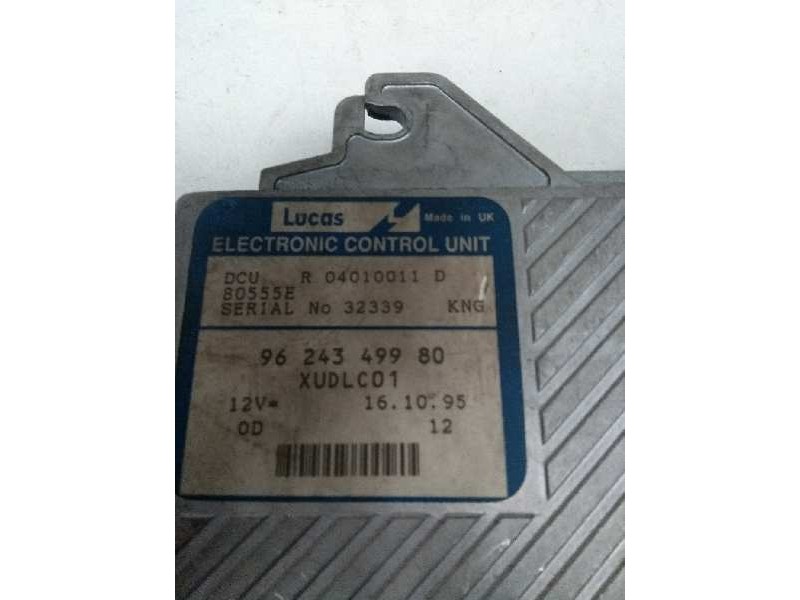 Lucas Made in UK
ELECTRONIC CONTROL UNIT
DCU R 04010011 D
80555E
SERIAL No 32339 KNG
96 243 499 80
XUDLC01
12V= 16.10.95
0D 12